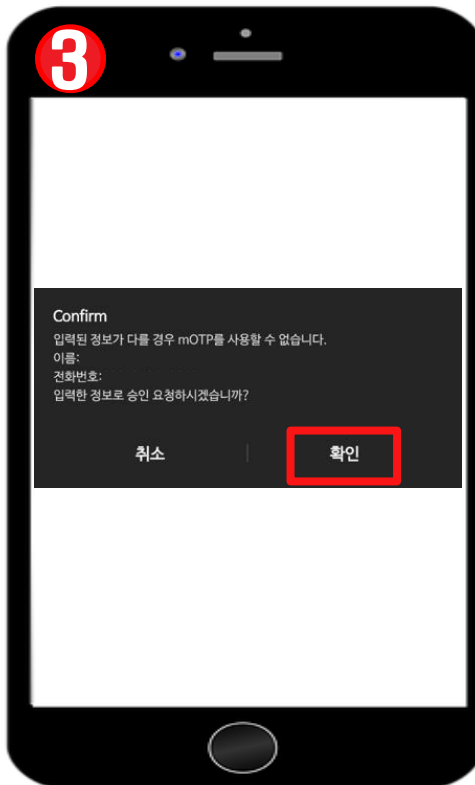 3
Confirm
입력된 정보가 다를 경우 mOTP를 사용할 수 없습니다.
이름:
전화번호:
입력한 정보로 승인 요청하시겠습니까?
취소
확인